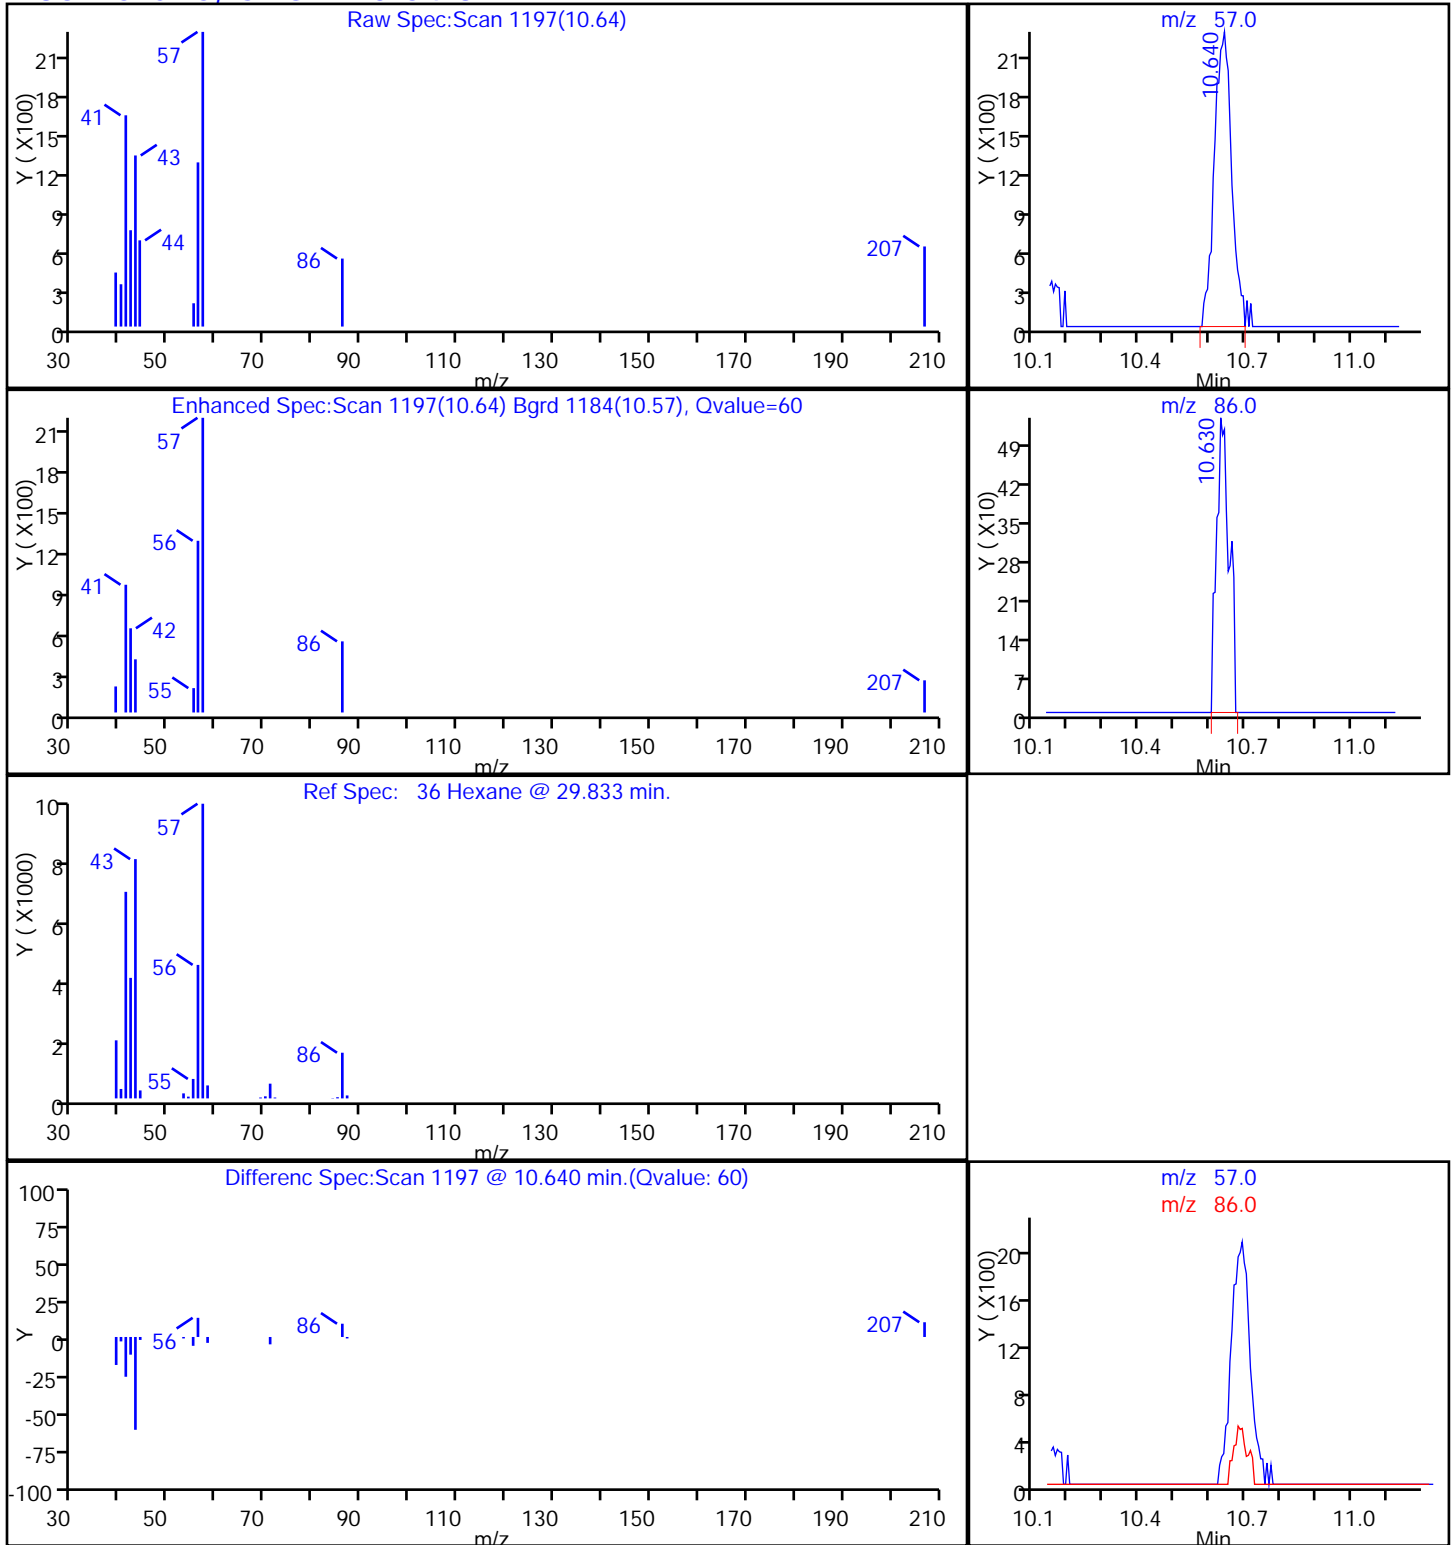 Raw Spec:Scan 1197(10.64)
Y ( X100)
21
18
15
12
9
6
3
0
57
41
43
44
86
207
30 50 70 90 110 130 150 170 190 210
m/z
m/z 57.0
Y ( X100)
21
18
15
12
9
6
3
0
10.640
10.1 10.4 10.7 11.0
Min
Enhanced Spec:Scan 1197(10.64) Bgrd 1184(10.57), Qvalue=60
Y ( X100)
21
18
15
12
9
6
3
0
57
56
41
42
55
86
207
30 50 70 90 110 130 150 170 190 210
m/z
m/z 86.0
Y ( X10)
49
42
35
28
21
14
7
0
10.630
10.1 10.4 10.7 11.0
Min
Ref Spec: 36 Hexane @ 29.833 min.
Y ( X1000)
10
8
6
4
2
0
57
43
56
55
86
30 50 70 90 110 130 150 170 190 210
m/z
Differenc Spec:Scan 1197 @ 10.640 min.(Qvalue: 60)
Y
100
75
50
25
0
-25
-50
-75
-100
56
86
207
30 50 70 90 110 130 150 170 190 210
m/z
m/z 57.0
m/z 86.0
Y ( X100)
20
16
12
8
4
0
10.1 10.4 10.7 11.0
Min